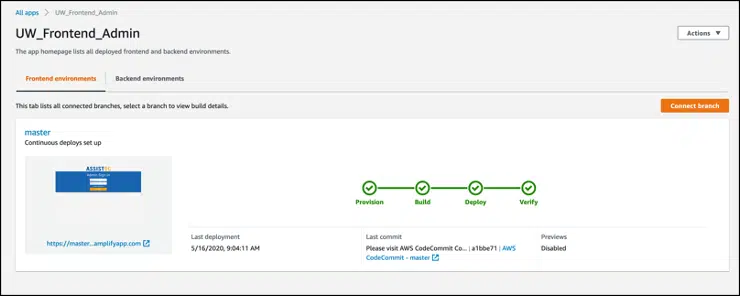 All apps > UW_Frontend_Admin
UW_Frontend_Admin
Actions
The app homepage lists all deployed frontend and backend environments.
Frontend environments
Backend environments
This tab lists all connected branches, select a branch to view build details.
Connect branch
master
Continuous deploys set up
Admin Sign In
https://master...amplifyapp.com
Provision
Build
Deploy
Verify
Last deployment
5/16/2020, 9:04:11 AM
Last commit
Please visit AWS CodeCommit Co... | a1bbe71 | AWS
CodeCommit - master
Previews
Disabled